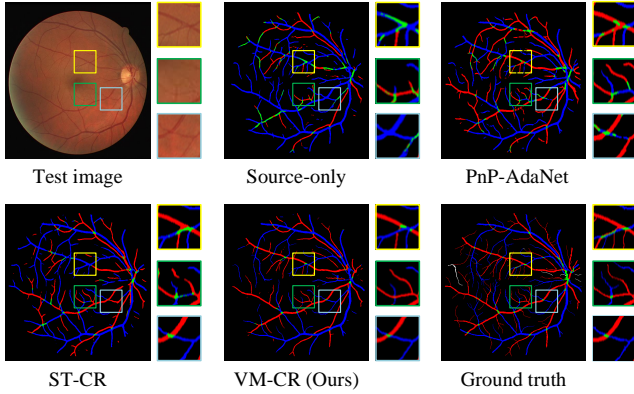 Test image
Source-only
PnP-AdaNet
ST-CR
VM-CR (Ours)
Ground truth